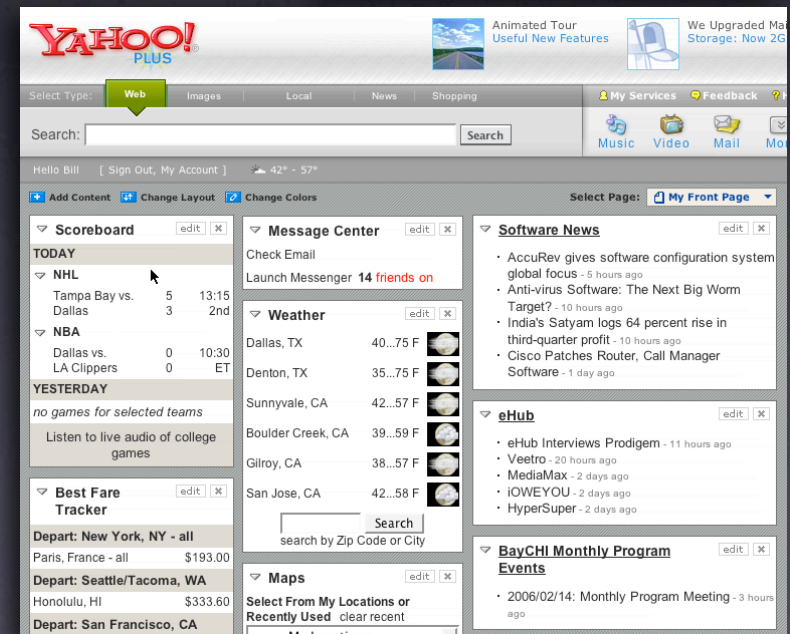 YAHOO!
PLUS
Animated Tour
Useful New Features
We Upgraded
Storage: Now
Select Type:
Web
Images
Local
News
Shopping
My Services
Feedback
Search:
Search
Music
Video
Mail
Hello Bill
[ Sign Out, My Account ]
42° - 57°
Add Content
Change Layout
Change Colors
Select Page:
My Front Page
Scoreboard
edit
TODAY
NHL
Tampa Bay vs. 5 13:15
Dallas 3 2nd
NBA
Dallas vs. 0 10:30
LA Clippers 0 ET
YESTERDAY
no games for selected teams
Listen to live audio of college
games
Best Fare
Tracker
edit
Depart: New York, NY - all
Paris, France - all $193.00
Depart: Seattle/Tacoma, WA
Honolulu, HI $333.60
Depart: San Francisco, CA
Message Center
edit
Check Email
Launch Messenger 14 friends on
Weather
edit
Dallas, TX 40...75 F
Denton, TX 35...75 F
Sunnyvale, CA 42...57 F
Boulder Creek, CA 39...59 F
Gilroy, CA 38...57 F
San Jose, CA 42...58 F
Search
search by Zip Code or City
Maps
edit
Select From My Locations or
Recently Used clear recent
Software News
edit
· AccuRev gives software configuration system
global focus - 5 hours ago
· Anti-virus Software: The Next Big Worm
Target? - 10 hours ago
· India's Satyam logs 64 percent rise in
third-quarter profit - 10 hours ago
· Cisco Patches Router, Call Manager
Software - 1 day ago
eHub
edit
· eHub Interviews Prodigem - 11 hours ago
· Veetro - 20 hours ago
· MediaMax - 2 days ago
· iOWEYOU - 2 days ago
· HyperSuper - 2 days ago
BayCHI Monthly Program
Events
edit
· 2006/02/14: Monthly Program Meeting - 3 hours
ago